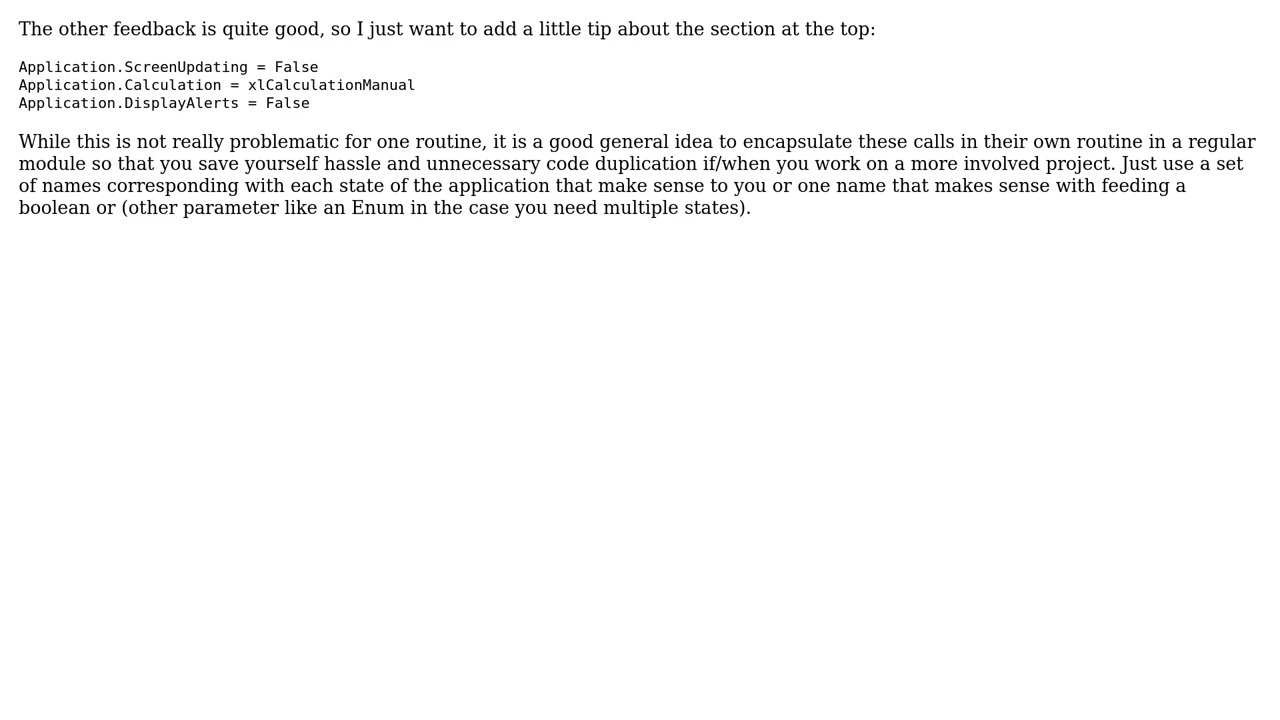 The other feedback is quite good, so I just want to add a little tip about the section at the top:
Application.ScreenUpdating = False
Application.Calculation = xlCalculationManual
Application.DisplayAlerts = False
While this is not really problematic for one routine, it is a good general idea to encapsulate these calls in their own routine in a regular
module so that you save yourself hassle and unnecessary code duplication if/when you work on a more involved project. Just use a set
of names corresponding with each state of the application that make sense to you or one name that makes sense with feeding a
boolean or (other parameter like an Enum in the case you need multiple states).